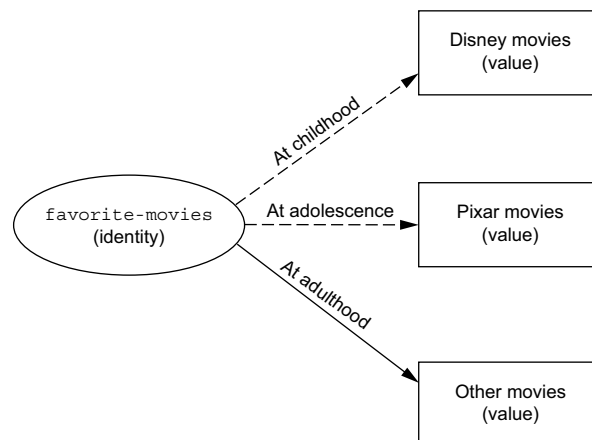 Disney movies
(value)
At childhood
favorite-movies
(identity)
At adolescence
Pixar movies
(value)
At adulthood
Other movies
(value)